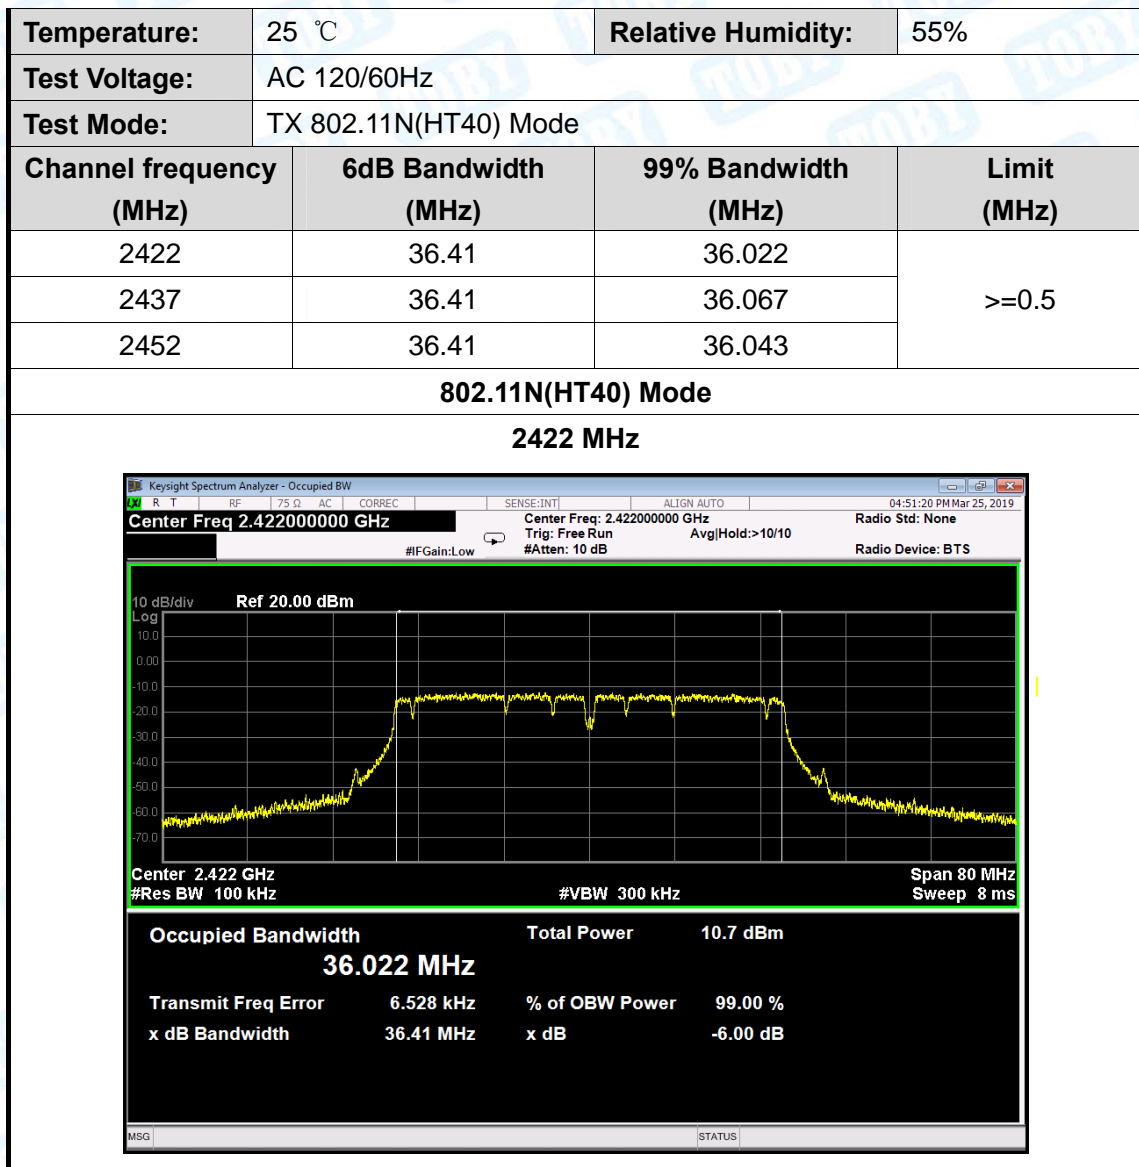 Temperature: 25 ℃ Relative Humidity: 55%
Test Voltage: AC 120/60Hz
Test Mode: TX 802.11N(HT40) Mode
Channel frequency 6dB Bandwidth 99% Bandwidth Limit
(MHz) (MHz) (MHz) (MHz)
2422 36.41 36.022
2437 36.41 36.067 >=0.5
2452 36.41 36.043
802.11N(HT40) Mode
2422 MHz
Keysight Spectrum Analyzer - Occupied BW
LXI R T RF 75 Ω AC CORREC SENSE:INT ALIGN AUTO 04:51:20 PM Mar 25, 2019
Center Freq 2.422000000 GHz Center Freq: 2.422000000 GHz Radio Std: None
Trig: Free Run Avg|Hold:>10/10
#IFGain:Low #Atten: 10 dB Radio Device: BTS
10 dB/div Ref 20.00 dBm
Log
10.0
0.00
-10.0
-20.0
-30.0
-40.0
-50.0
-60.0
-70.0
Center 2.422 GHz Span 80 MHz
#Res BW 100 kHz #VBW 300 kHz Sweep 8 ms
Occupied Bandwidth Total Power 10.7 dBm
36.022 MHz
Transmit Freq Error 6.528 kHz % of OBW Power 99.00 %
x dB Bandwidth 36.41 MHz x dB -6.00 dB
MSG STATUS
TOBY